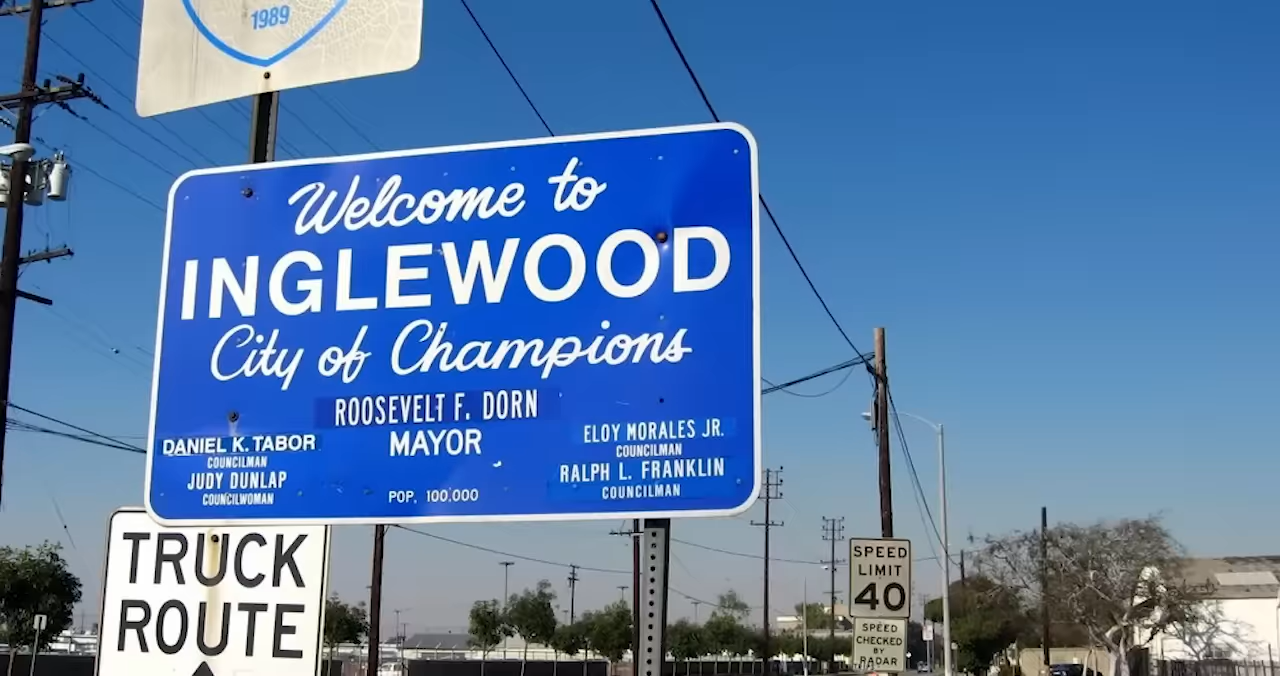 1989
Welcome to
INGLEWOOD
City of Champions
ROOSEVELT F. DORN
MAYOR
DANIEL K. TABOR
COUNCILMAN
JUDY DUNLAP
COUNCILWOMAN
ELOY MORALES JR.
COUNCILMAN
RALPH L. FRANKLIN
COUNCILMAN
POP. 100.000
TRUCK
ROUTE
SPEED
LIMIT
40
SPEED
CHECKED
BY
RADAR